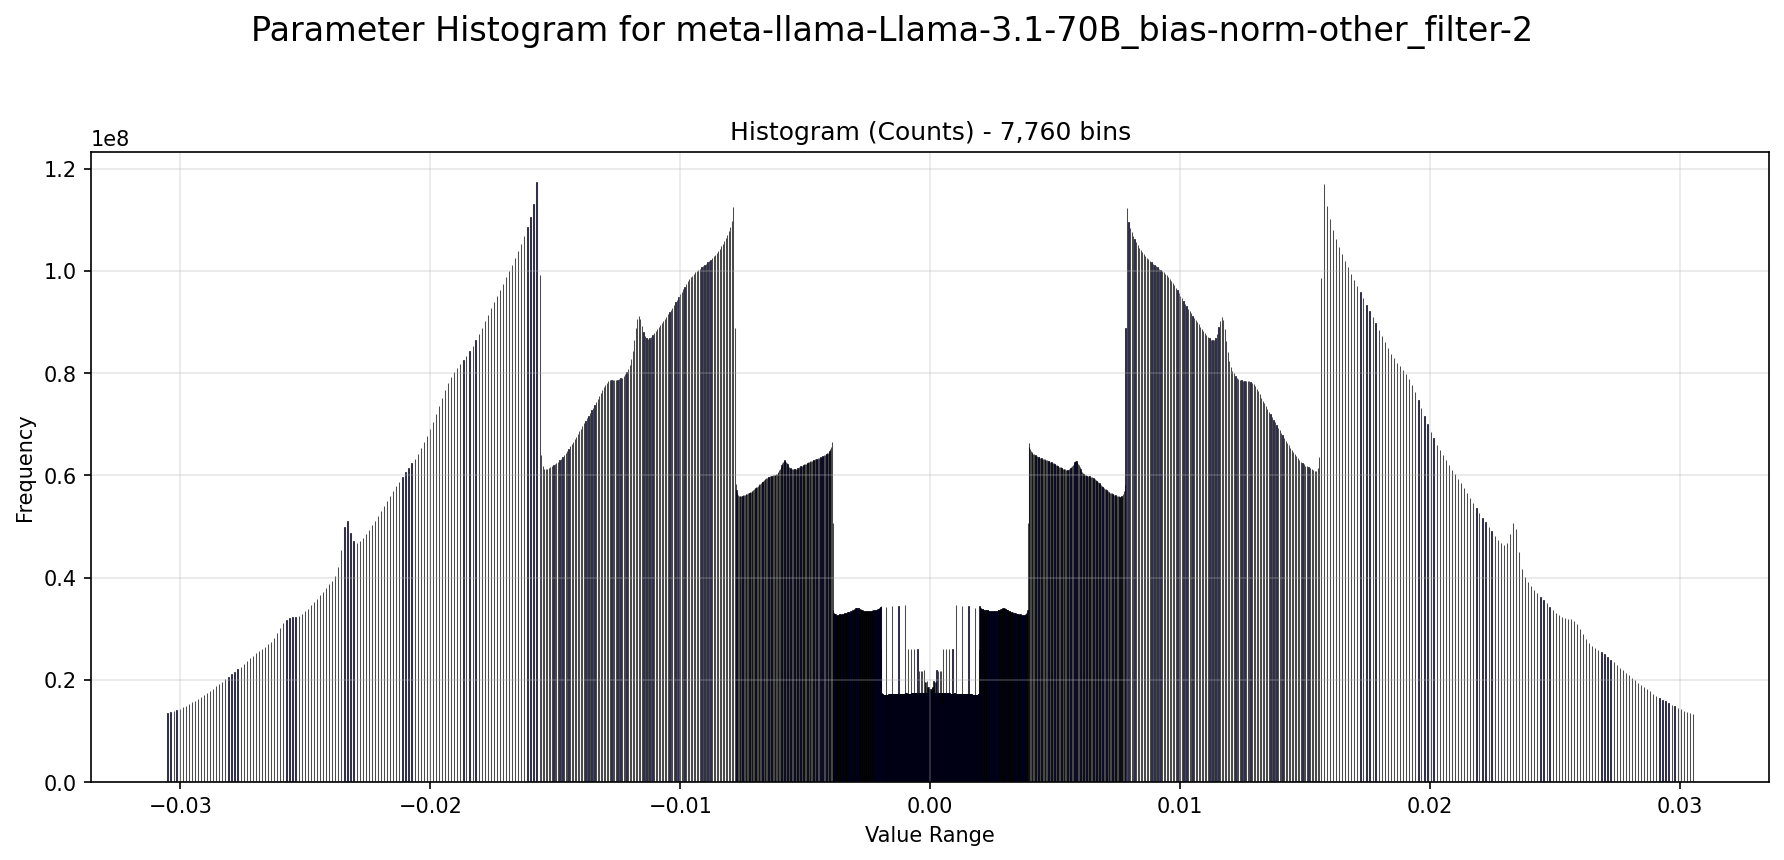 Parameter Histogram for meta-llama-Llama-3.1-70B_bias-norm-other_filter-2
Histogram (Counts) - 7,760 bins
1e8
1.2
1.0
0.8
0.6
0.4
0.2
0.0
Frequency
−0.03 −0.02 −0.01 0.00 0.01 0.02 0.03
Value Range